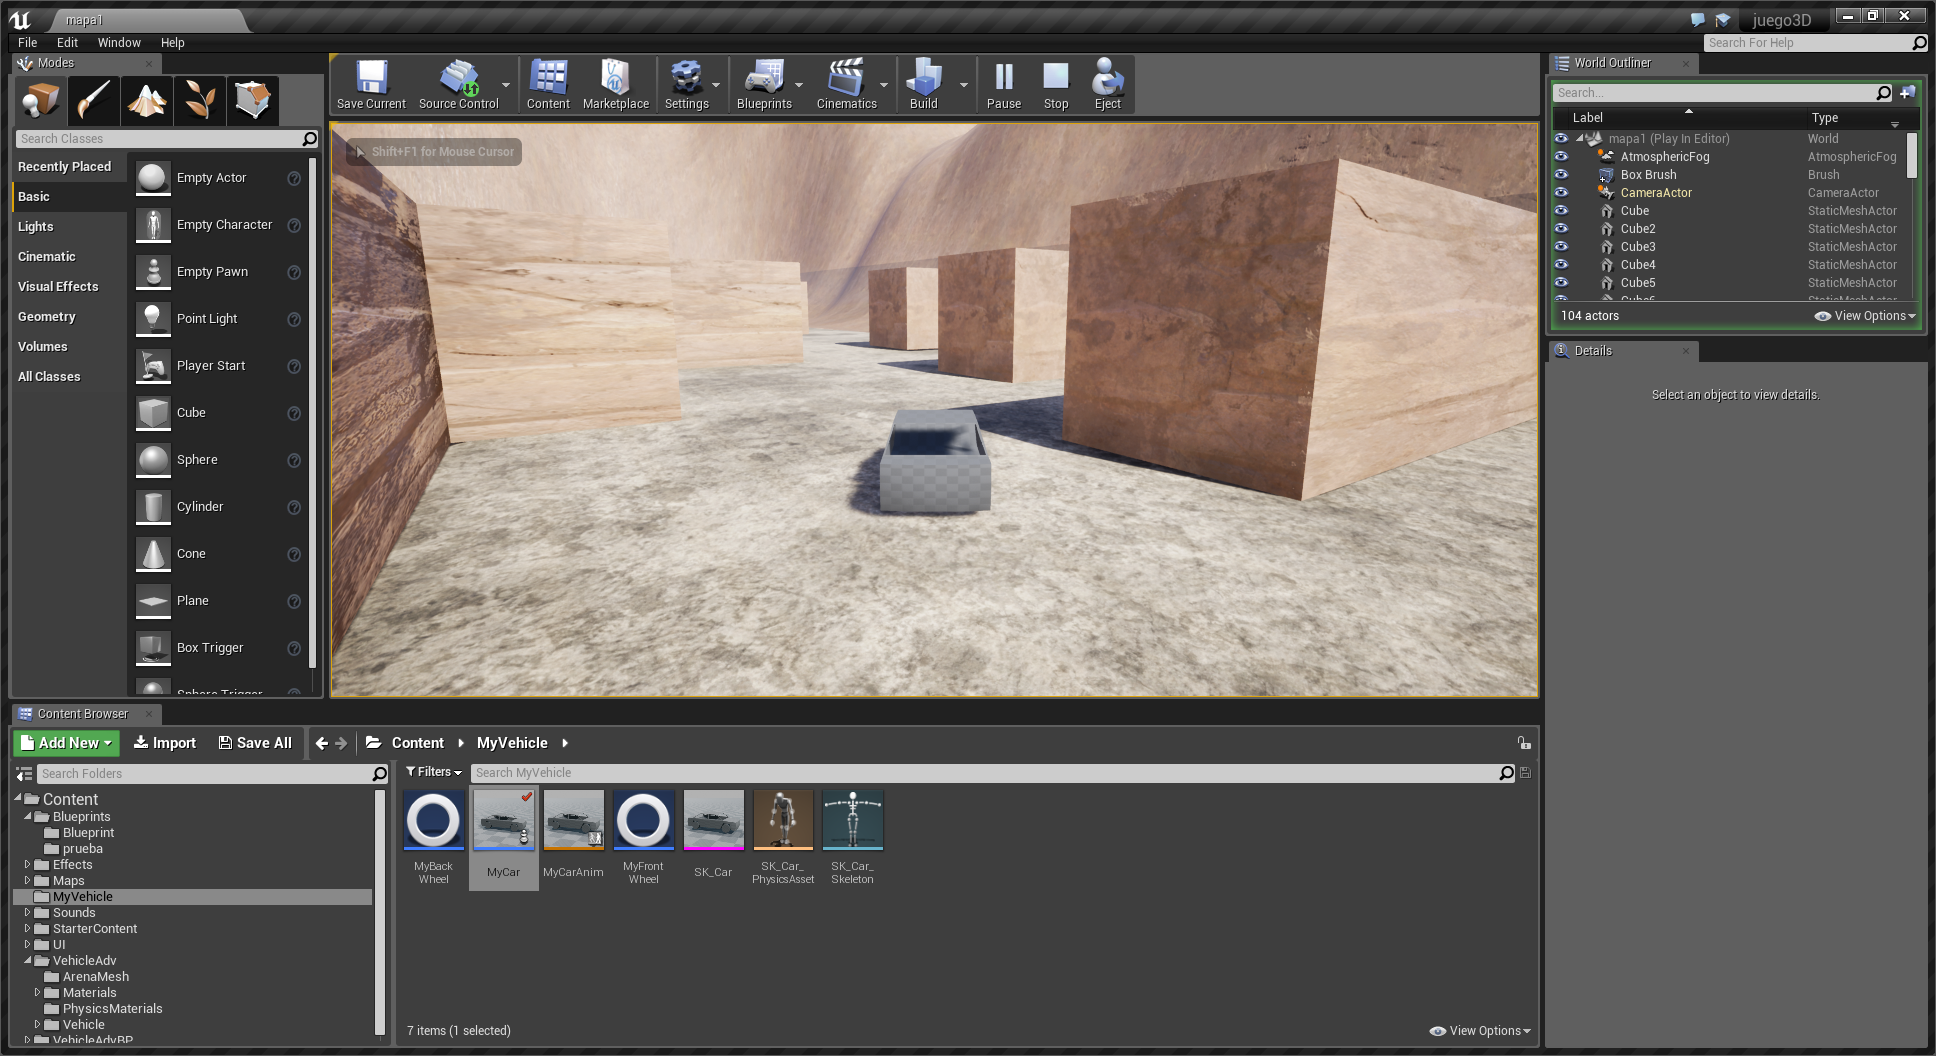 mapa1
juego3D
File Edit Window Help
Search For Help
Modes
Search Classes
Recently Placed
Basic
Lights
Cinematic
Visual Effects
Geometry
Volumes
All Classes
Empty Actor
Empty Character
Empty Pawn
Point Light
Player Start
Cube
Sphere
Cylinder
Cone
Plane
Box Trigger
Sphere Trigger
Save Current
Source Control
Content
Marketplace
Settings
Blueprints
Cinematics
Build
Pause
Stop
Eject
Shift+F1 for Mouse Cursor
World Outliner
Search...
Label Type
mapa1 (Play In Editor) World
AtmosphericFog AtmosphericFog
Box Brush Brush
CameraActor CameraActor
Cube StaticMeshActor
Cube2 StaticMeshActor
Cube3 StaticMeshActor
Cube4 StaticMeshActor
Cube5 StaticMeshActor
Cube6 StaticMeshActor
104 actors
View Options
Details
Select an object to view details.
Content Browser
Add New Import Save All Content MyVehicle
Search Folders
Content
Blueprints
Blueprint
prueba
Effects
Maps
MyVehicle
Sounds
StarterContent
UI
VehicleAdv
ArenaMesh
Materials
PhysicsMaterials
Vehicle
VehicleAdvBP
Filters
Search MyVehicle
MyBack
Wheel
MyCar
MyCarAnim
MyFront
Wheel
SK_Car
SK_Car_
PhysicsAsset
SK_Car_
Skeleton
7 items (1 selected)
View Options